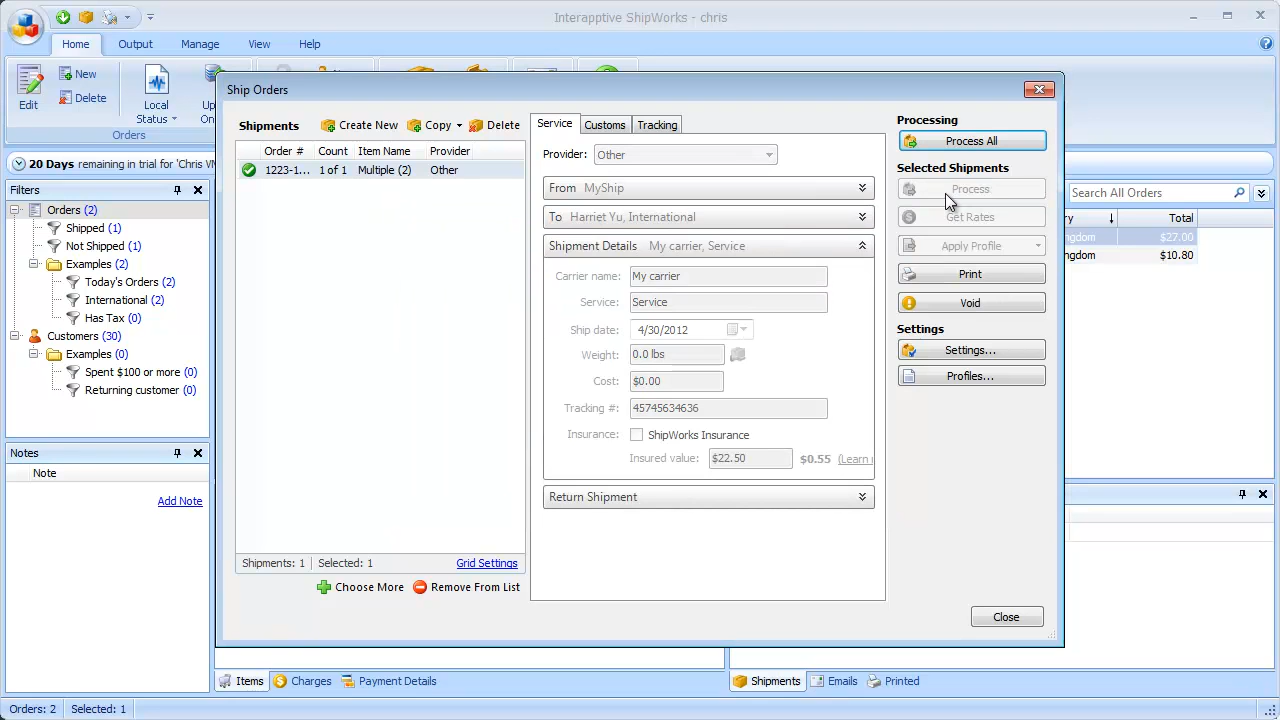 Interapptive ShipWorks - chris
Home Output Manage View Help
Edit New Delete Local Status
Orders
20 Days remaining in trial for 'Chris
Filters
Orders (2)
Shipped (1)
Not Shipped (1)
Examples (2)
Today's Orders (2)
International (2)
Has Tax (0)
Customers (30)
Examples (0)
Spent $100 or more (0)
Returning customer (0)
Notes
Note
Add Note
Orders: 2 Selected: 1
Ship Orders
Shipments Create New Copy Delete
Order # Count Item Name Provider
1223-1... 1 of 1 Multiple (2) Other
Shipments: 1 Selected: 1 Grid Settings
Choose More Remove From List
Service Customs Tracking
Provider: Other
From MyShip
To Harriet Yu, International
Shipment Details My carrier, Service
Carrier name: My carrier
Service: Service
Ship date: 4/30/2012
Weight: 0.0 lbs
Cost: $0.00
Tracking #: 45745634636
Insurance: ShipWorks Insurance
Insured value: $22.50 $0.55 (Learn
Return Shipment
Processing
Process All
Selected Shipments
Process
Get Rates
Apply Profile
Print
Void
Settings
Settings...
Profiles...
Close
Search All Orders
Total
$27.00
$10.80
Items Charges Payment Details
Shipments Emails Printed